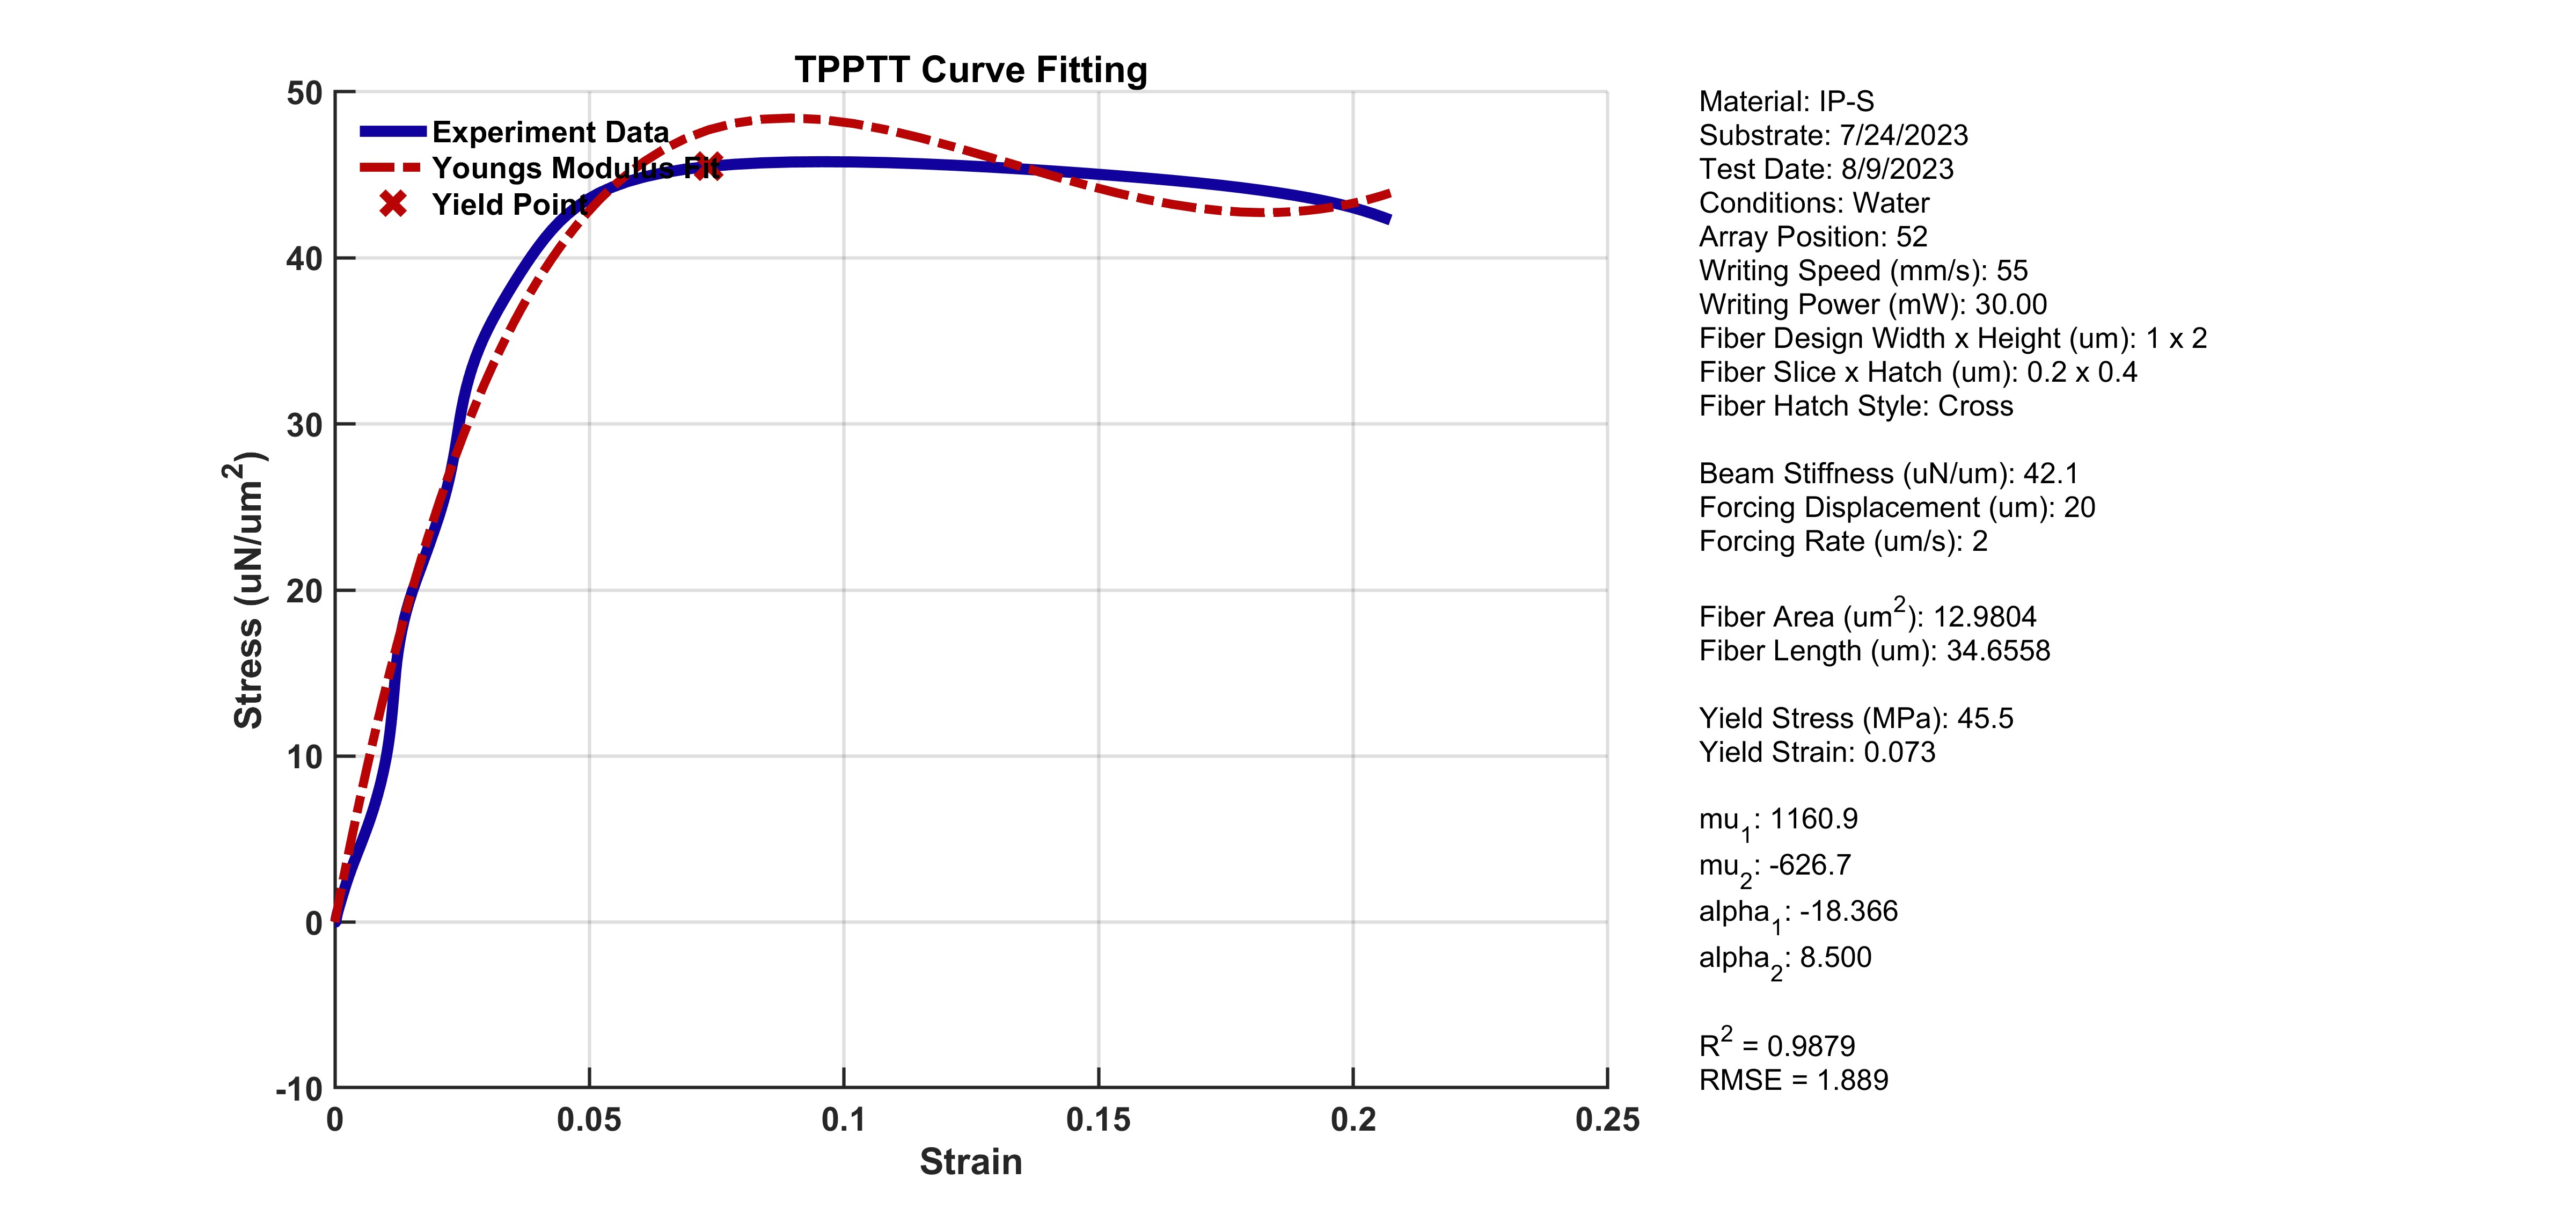 TPPTT Curve Fitting
50
40
30
20
10
0
-10
Stress (uN/um2)
Experiment Data
Youngs Modulus Fit
Yield Point
0 0.05 0.1 0.15 0.2 0.25
Strain
Material: IP-S
Substrate: 7/24/2023
Test Date: 8/9/2023
Conditions: Water
Array Position: 52
Writing Speed (mm/s): 55
Writing Power (mW): 30.00
Fiber Design Width x Height (um): 1 x 2
Fiber Slice x Hatch (um): 0.2 x 0.4
Fiber Hatch Style: Cross
Beam Stiffness (uN/um): 42.1
Forcing Displacement (um): 20
Forcing Rate (um/s): 2
Fiber Area (um2): 12.9804
Fiber Length (um): 34.6558
Yield Stress (MPa): 45.5
Yield Strain: 0.073
mu1: 1160.9
mu2: -626.7
alpha1: -18.366
alpha2: 8.500
R2 = 0.9879
RMSE = 1.889